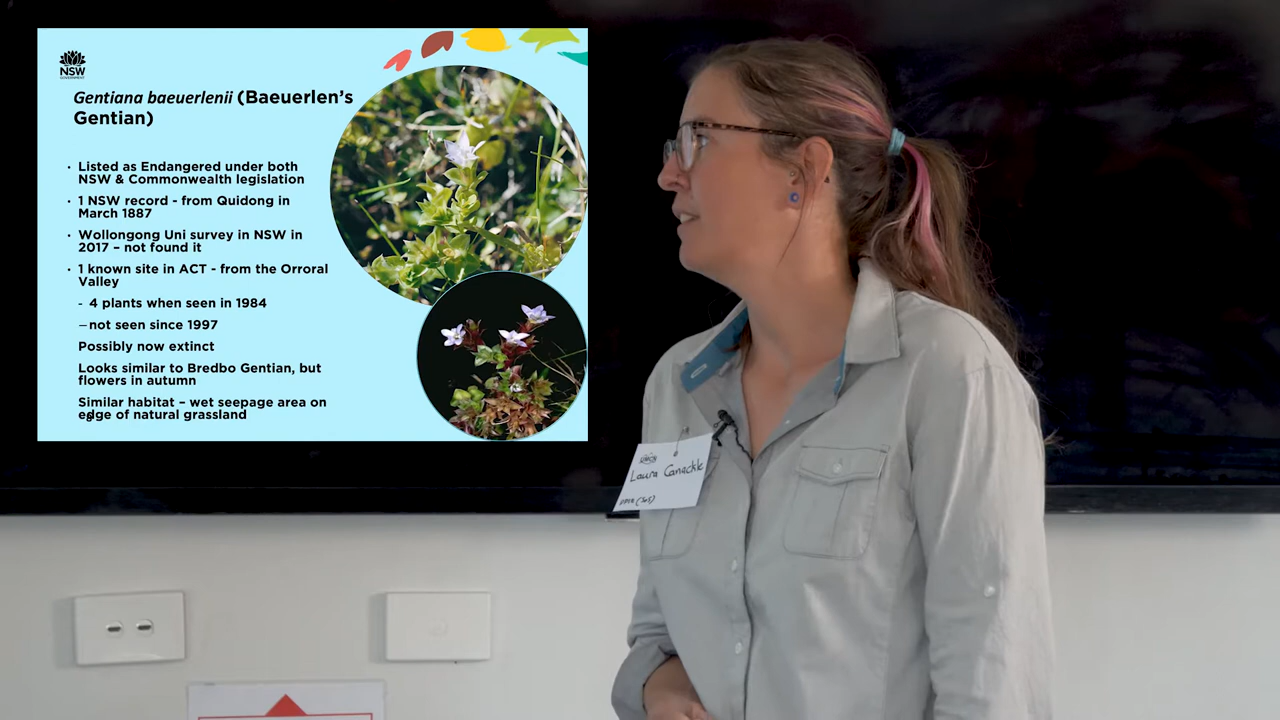 NSW
GOVERNMENT
Gentiana baeuerlenii (Baeuerlen's
Gentian)
• Listed as Endangered under both
NSW & Commonwealth legislation
• 1 NSW record - from Quidong in
March 1887
• Wollongong Uni survey in NSW in
2017 – not found it
• 1 known site in ACT - from the Orroral
Valley
- 4 plants when seen in 1984
– not seen since 1997
Possibly now extinct
Looks similar to Bredbo Gentian, but
flowers in autumn
Similar habitat – wet seepage area on
edge of natural grassland
Laura Canackle